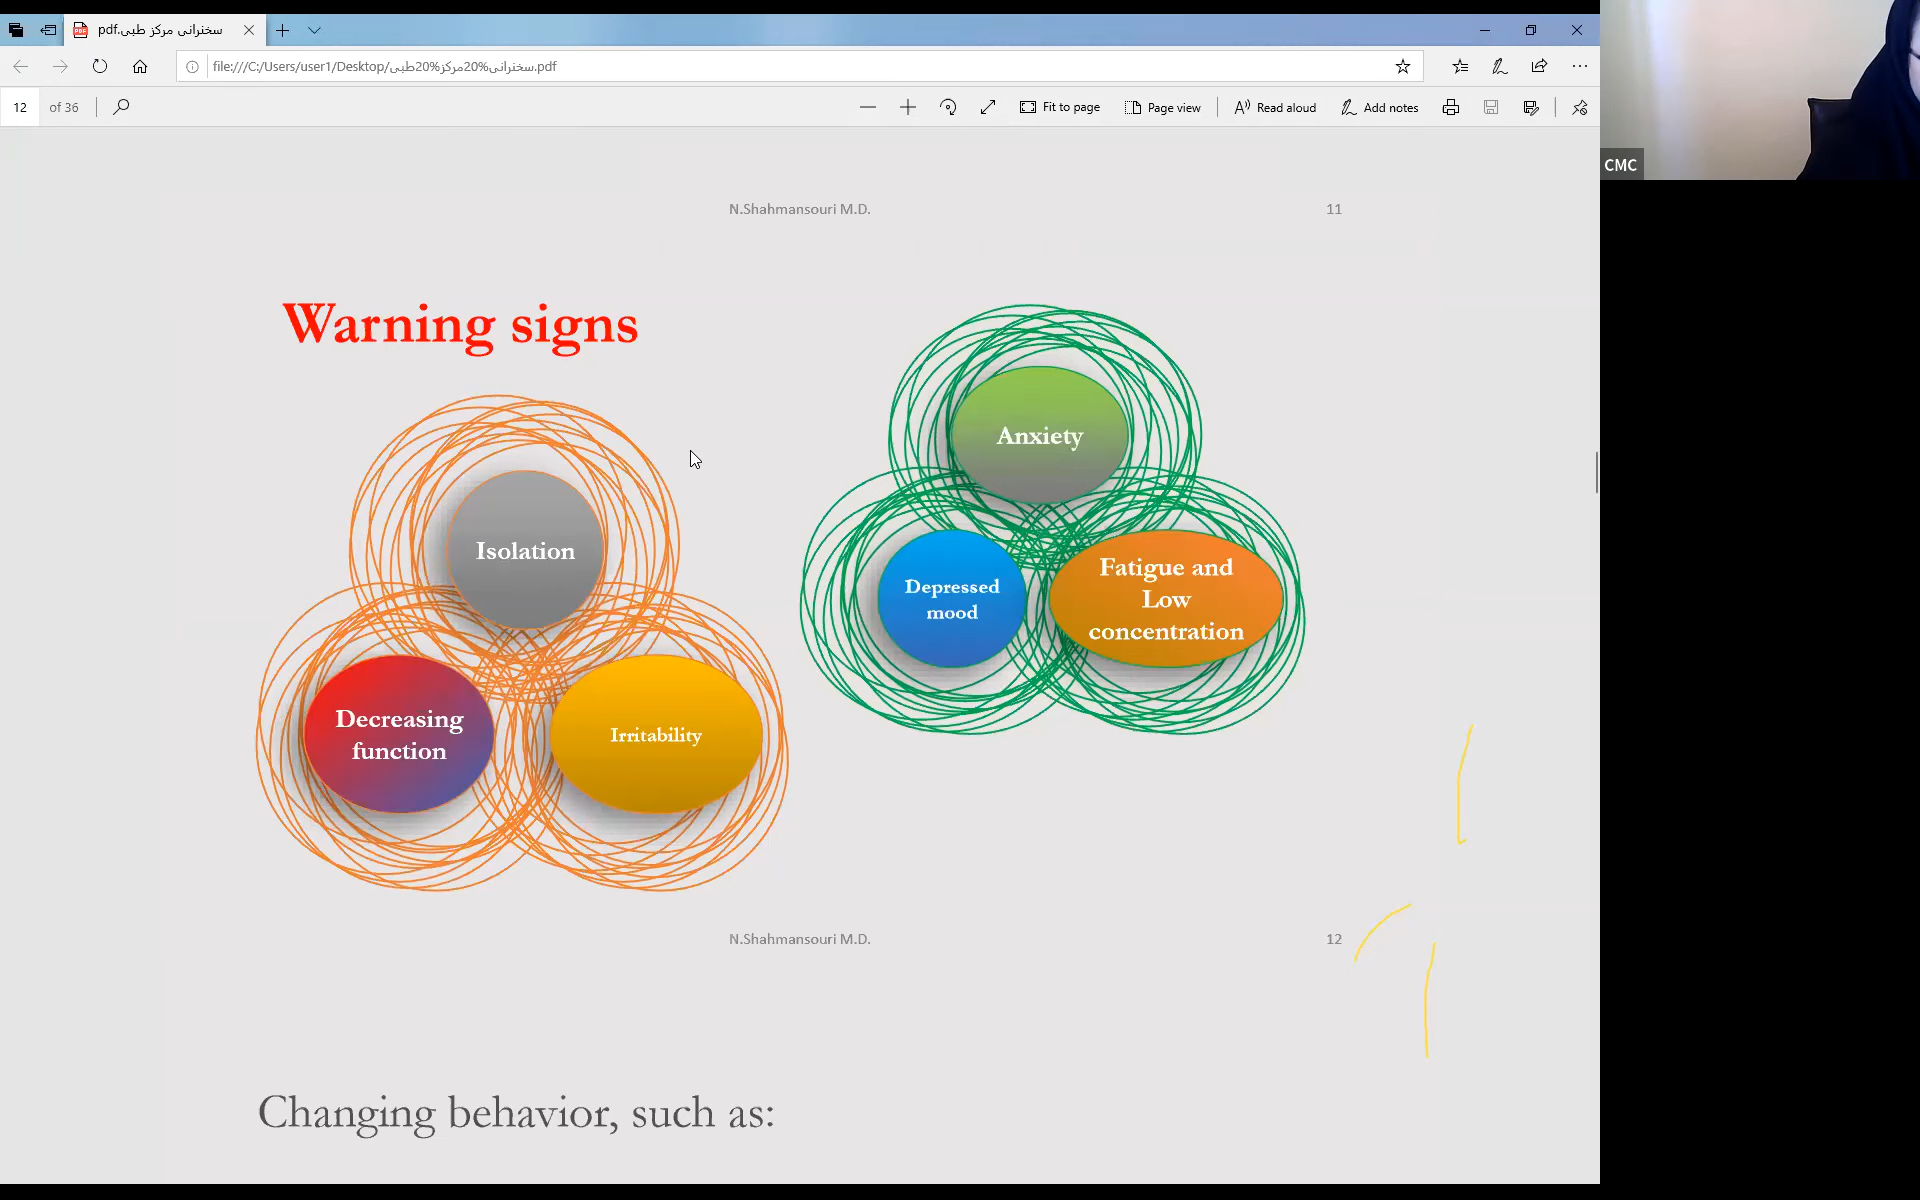 سخنرانی مرکز طبی.pdf
file:///C:/Users/user1/Desktop/سخنرانی%20مرکز%20طبی.pdf
12 of 36
Fit to page
Page view
Read aloud
Add notes
CMC
N.Shahmansouri M.D.
11
Warning signs
Isolation
Decreasing
function
Irritability
Anxiety
Depressed
mood
Fatigue and
Low
concentration
N.Shahmansouri M.D.
12
Changing behavior, such as: